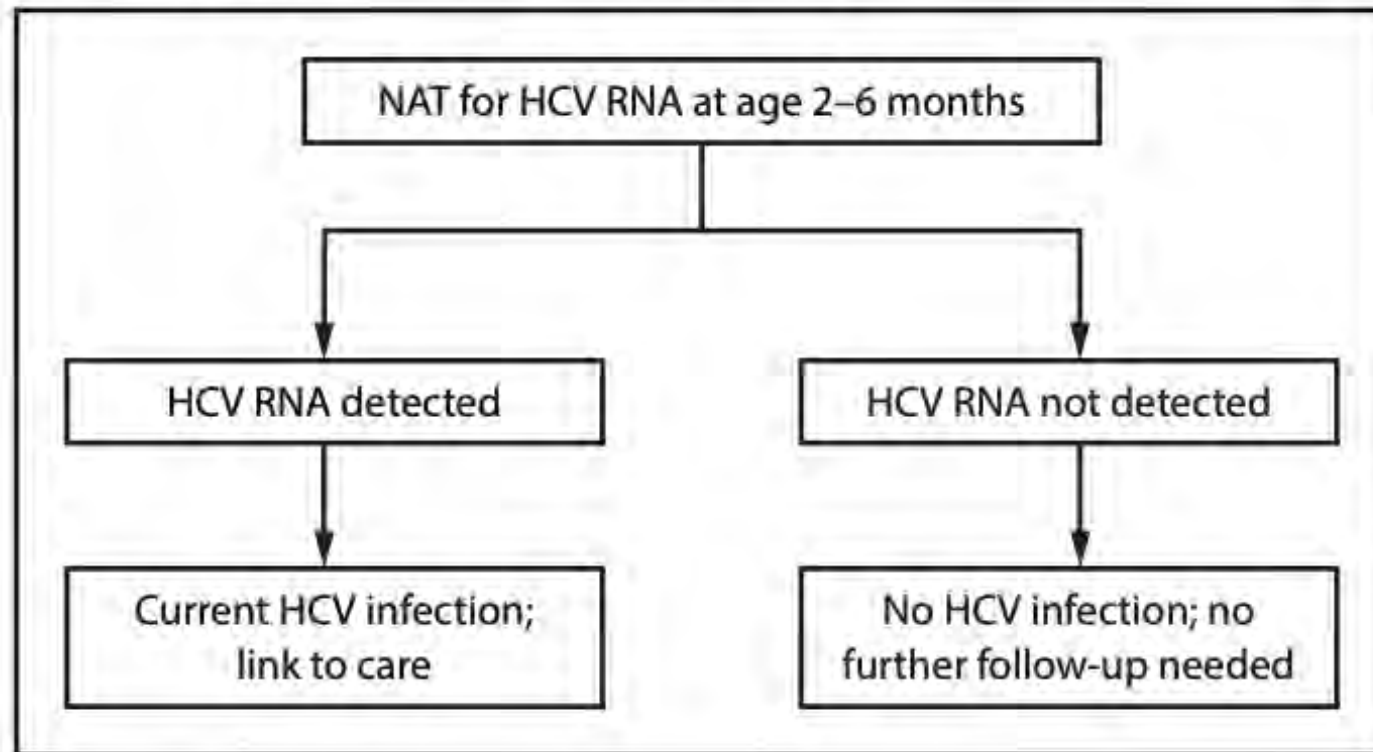 NAT for HCV RNA at age 2–6 months
HCV RNA detected
HCV RNA not detected
Current HCV infection;
link to care
No HCV infection; no
further follow-up needed